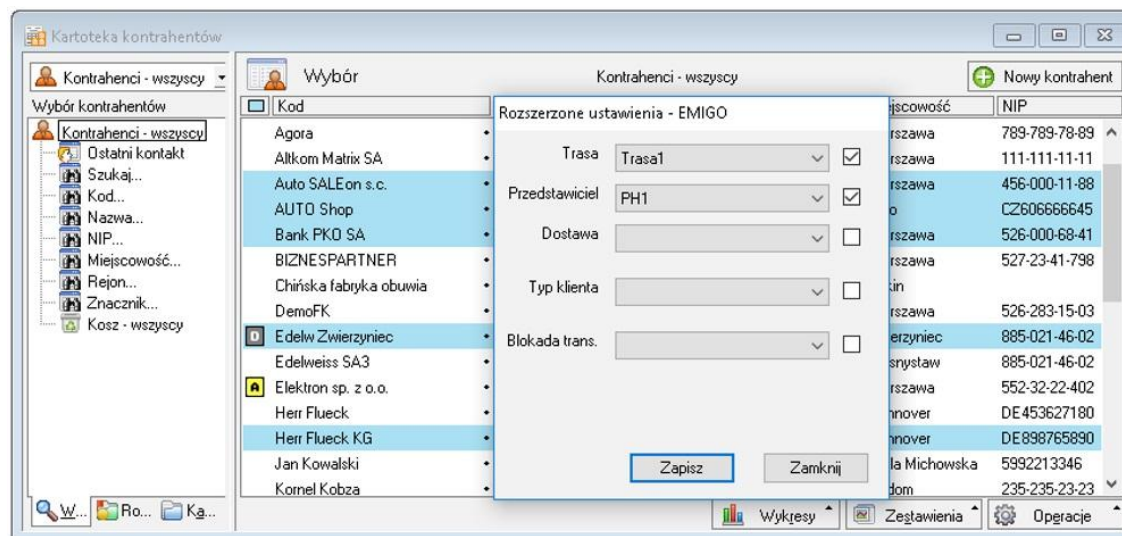 Kartoteka kontrahentów
Kontrahenci - wszyscy
Wybór
Kontrahenci - wszyscy
Nowy kontrahent
Wybór kontrahentów
Kod
jscowość
NIP
Kontrahenci - wszyscy
Ostatni kontakt
Szukaj...
Kod...
Nazwa...
NIP...
Miejscowość...
Rejon...
Znacznik...
Kosz - wszyscy
Agora
rszawa 789-789-78-89
Altkom Matrix SA
rszawa 111-111-11-11
Auto SALEon s.c.
rszawa 456-000-11-88
AUTO Shop
o CZ606666645
Bank PKO SA
rszawa 526-000-68-41
BIZNESPARTNER
rszawa 527-23-41-798
Chińska fabryka obuwia
kin
DemoFK
rszawa 526-283-15-03
D Edelw Zwierzyniec
erzyniec 885-021-46-02
Edelweiss SA3
snystaw 885-021-46-02
A Elektron sp. z o.o.
rszawa 552-32-22-402
Herr Flueck
nnover DE453627180
Herr Flueck KG
nnover DE898765890
Jan Kowalski
la Michowska 5992213346
Kornel Kobza
dom 235-235-23-23
Rozszerzone ustawienia - EMIGO
Trasa Trasa1
Przedstawiciel PH1
Dostawa
Typ klienta
Blokada trans.
Zapisz Zamknij
W... Ro... Ka...
Wykresy Zestawienia Operacje